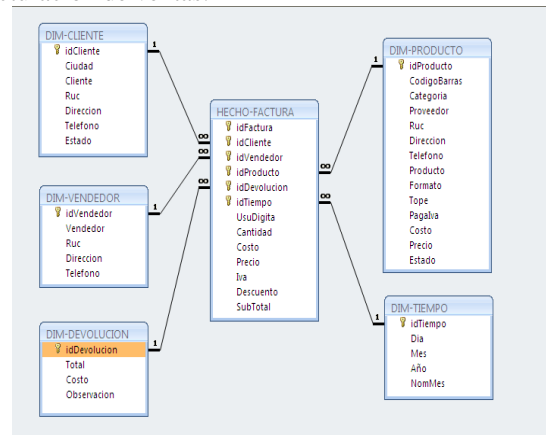 DIM-CLIENTE
idCliente
Ciudad
Cliente
Ruc
Direccion
Telefono
Estado
1
DIM-VENDEDOR
idVendedor
Vendedor
Ruc
Direccion
Telefono
1
DIM-DEVOLUCION
idDevolucion
Total
Costo
Observacion
1
HECHO-FACTURA
idFactura
idCliente
idVendedor
idProducto
idDevolucion
idTiempo
UsuDigita
Cantidad
Costo
Precio
Iva
Descuento
SubTotal
∞
∞
∞
∞
∞
DIM-PRODUCTO
1
idProducto
CodigoBarras
Categoria
Proveedor
Ruc
Direccion
Telefono
Producto
Formato
Tope
PagaIva
Costo
Precio
Estado
DIM-TIEMPO
1
idTiempo
Dia
Mes
Año
NomMes